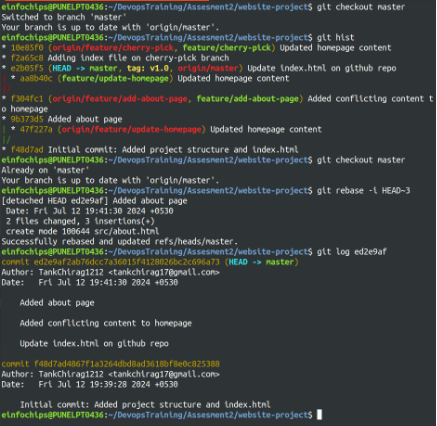 einfochips@PUNELPT0436:~/DevopsTraining/Assesment2/website-project$ git checkout master
Switched to branch 'master'
Your branch is up to date with 'origin/master'.
einfochips@PUNELPT0436:~/DevopsTraining/Assesment2/website-project$ git hist
* 10e85f0 (origin/feature/cherry-pick, feature/cherry-pick) Updated homepage content
* f2a65c8 Adding index file on cherry-pick branch
* e2b05f5 (HEAD -> master, tag: v1.0, origin/master) Update index.html on github repo
| * aa8b40c (feature/update-homepage) Updated homepage content
|/
* f304fc1 (origin/feature/add-about-page, feature/add-about-page) Added conflicting content t
o homepage
* 9b373d5 Added about page
| * 47f227a (origin/feature/update-homepage) Updated homepage content
|/
* f48d7ad Initial commit: Added project structure and index.html
einfochips@PUNELPT0436:~/DevopsTraining/Assesment2/website-project$ git checkout master
Already on 'master'
Your branch is up to date with 'origin/master'.
einfochips@PUNELPT0436:~/DevopsTraining/Assesment2/website-project$ git rebase -i HEAD~3
[detached HEAD ed2e9af] Added about page
Date: Fri Jul 12 19:41:30 2024 +0530
2 files changed, 3 insertions(+)
create mode 100644 src/about.html
Successfully rebased and updated refs/heads/master.
einfochips@PUNELPT0436:~/DevopsTraining/Assesment2/website-project$ git log ed2e9af
commit ed2e9af2ab76dcc7a36015f4128026bc2c696a73 (HEAD -> master)
Author: TankChirag1212 <tankchirag17@gmail.com>
Date: Fri Jul 12 19:41:30 2024 +0530
Added about page
Added conflicting content to homepage
Update index.html on github repo
commit f48d7ad4867f1a3264dbd8ad3618bf8e0c025388
Author: TankChirag1212 <tankchirag17@gmail.com>
Date: Fri Jul 12 19:39:28 2024 +0530
Initial commit: Added project structure and index.html
einfochips@PUNELPT0436:~/DevopsTraining/Assesment2/website-project$